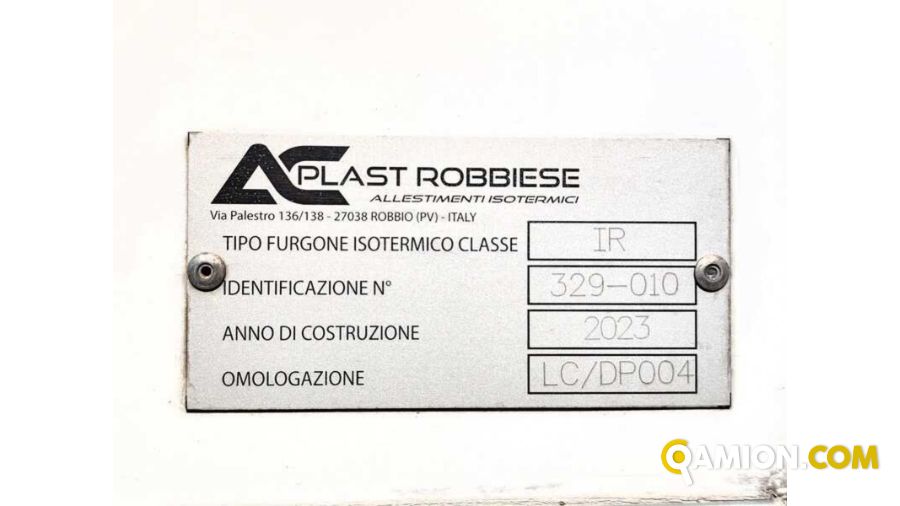 AC PLAST ROBBIESE
ALLESTIMENTI ISOTERMICI
Via Palestro 136/138 - 27038 ROBBIO (PV) - ITALY
TIPO FURGONE ISOTERMICO CLASSE IR
IDENTIFICAZIONE N° 329-010
ANNO DI COSTRUZIONE 2023
OMOLOGAZIONE LC/DP004
QAMION.COM